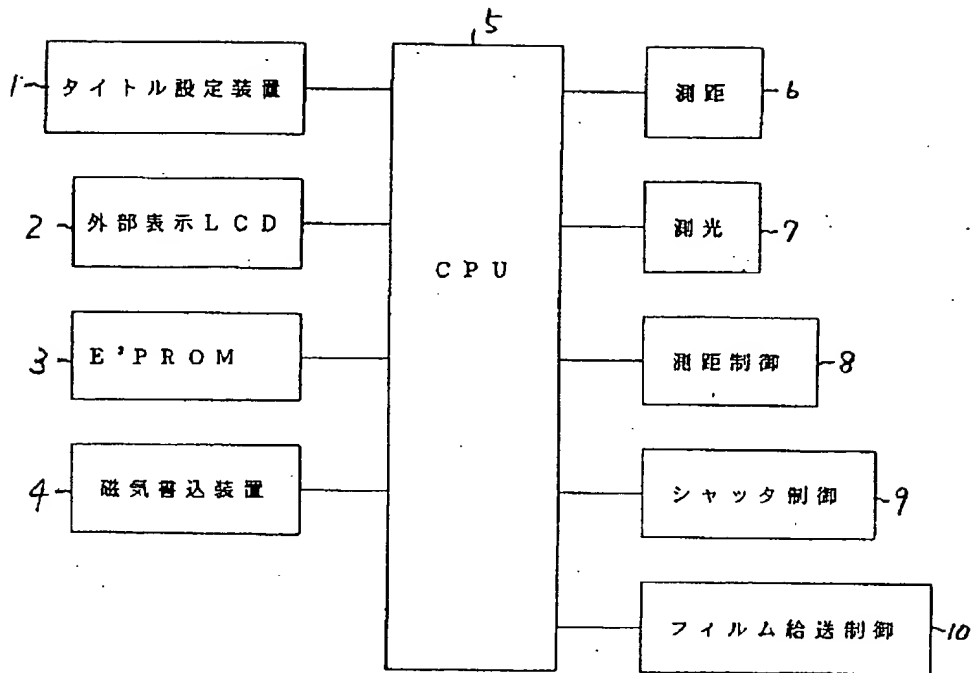 5
1 タイトル設定装置
測距 6
2 外部表示LCD
測光 7
CPU
3 E²PROM
測距制御 8
4 磁気書込装置
シャッタ制御 9
フィルム給送制御 10